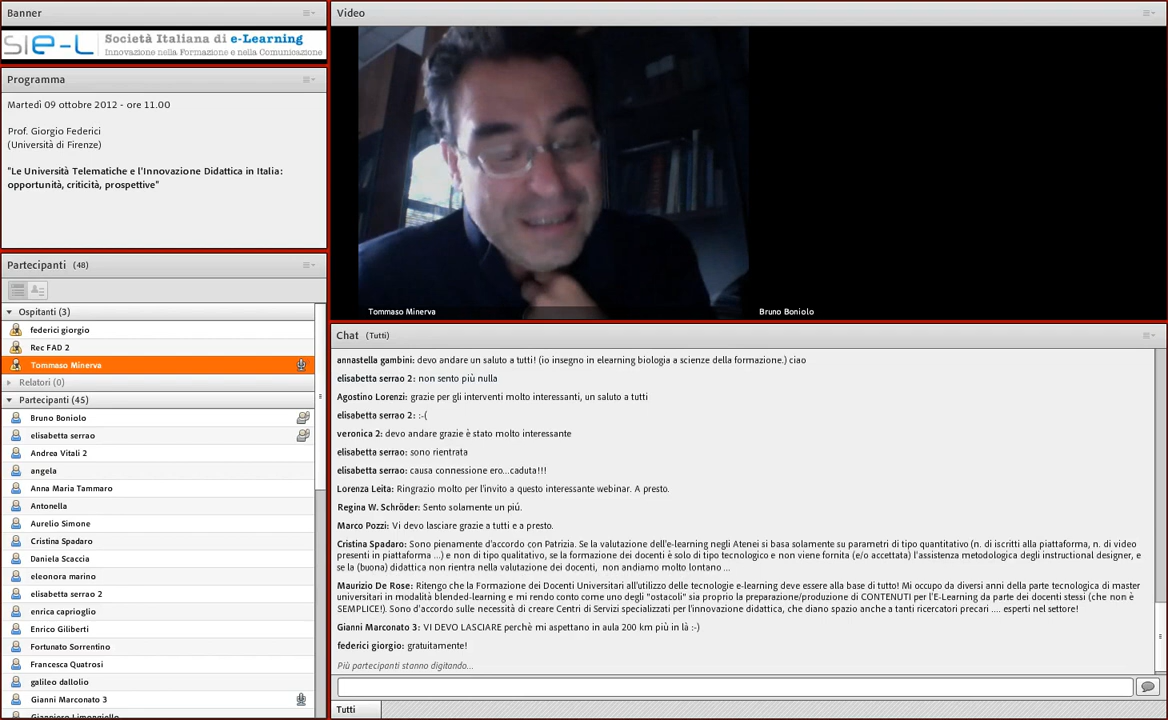 Banner
SIe-L Società Italiana di e-Learning
Innovazione nella Formazione e nella Comunicazione
Programma
Martedì 09 ottobre 2012 - ore 11.00
Prof. Giorgio Federici
(Università di Firenze)
"Le Università Telematiche e l'Innovazione Didattica in Italia:
opportunità, criticità, prospettive"
Partecipanti (48)
Ospitanti (3)
federici giorgio
Rec FAD 2
Tommaso Minerva
Relatori (0)
Partecipanti (45)
Bruno Boniolo
elisabetta serrao
Andrea Vitali 2
angela
Anna Maria Tammaro
Antonella
Aurelio Simone
Cristina Spadaro
Daniela Scaccia
eleonora marino
elisabetta serrao 2
enrica caprioglio
Enrico Giliberti
Fortunato Sorrentino
Francesca Quatrosi
galileo dallolio
Gianni Marconato 3
Gianpiero Limongiello
Video
Tommaso Minerva
Bruno Boniolo
Chat (Tutti)
annastella gambini: devo andare un saluto a tutti! (io insegno in elearning biologia a scienze della formazione.) ciao
elisabetta serrao 2: non sento più nulla
Agostino Lorenzi: grazie per gli interventi molto interessanti, un saluto a tutti
elisabetta serrao 2: :-(
veronica 2: devo andare grazie è stato molto interessante
elisabetta serrao: sono rientrata
elisabetta serrao: causa connessione ero...caduta!!!
Lorenza Leita: Ringrazio molto per l'invito a questo interessante webinar. A presto.
Regina W. Schröder: Sento solamente un piú.
Marco Pozzi: Vi devo lasciare grazie a tutti e a presto.
Cristina Spadaro: Sono pienamente d'accordo con Patrizia. Se la valutazione dell'e-learning negli Atenei si basa solamente su parametri di tipo quantitativo (n. di iscritti alla piattaforma, n. di video
presenti in piattaforma ...) e non di tipo qualitativo, se la formazione dei docenti è solo di tipo tecnologico e non viene fornita (e/o accettata) l'assistenza metodologica degli instructional designer, e
se la (buona) didattica non rientra nella valutazione dei docenti, non andiamo molto lontano ...
Maurizio De Rose: Ritengo che la Formazione dei Docenti Universitari all'utilizzo delle tecnologie e-learning deve essere alla base di tutto! Mi occupo da diversi anni della parte tecnologica di master
universitari in modalità blended-learning e mi rendo conto come uno degli "ostacoli" sia proprio la preparazione/produzione di CONTENUTI per l'E-Learning da parte dei docenti stessi (che non è
SEMPLICE!). Sono d'accordo sulle necessità di creare Centri di Servizi specializzati per l'innovazione didattica, che diano spazio anche a tanti ricercatori precari .... esperti nel settore!
Gianni Marconato 3: VI DEVO LASCIARE perchè mi aspettano in aula 200 km più in là :-)
federici giorgio: gratuitamente!
Più partecipanti stanno digitando...
Tutti